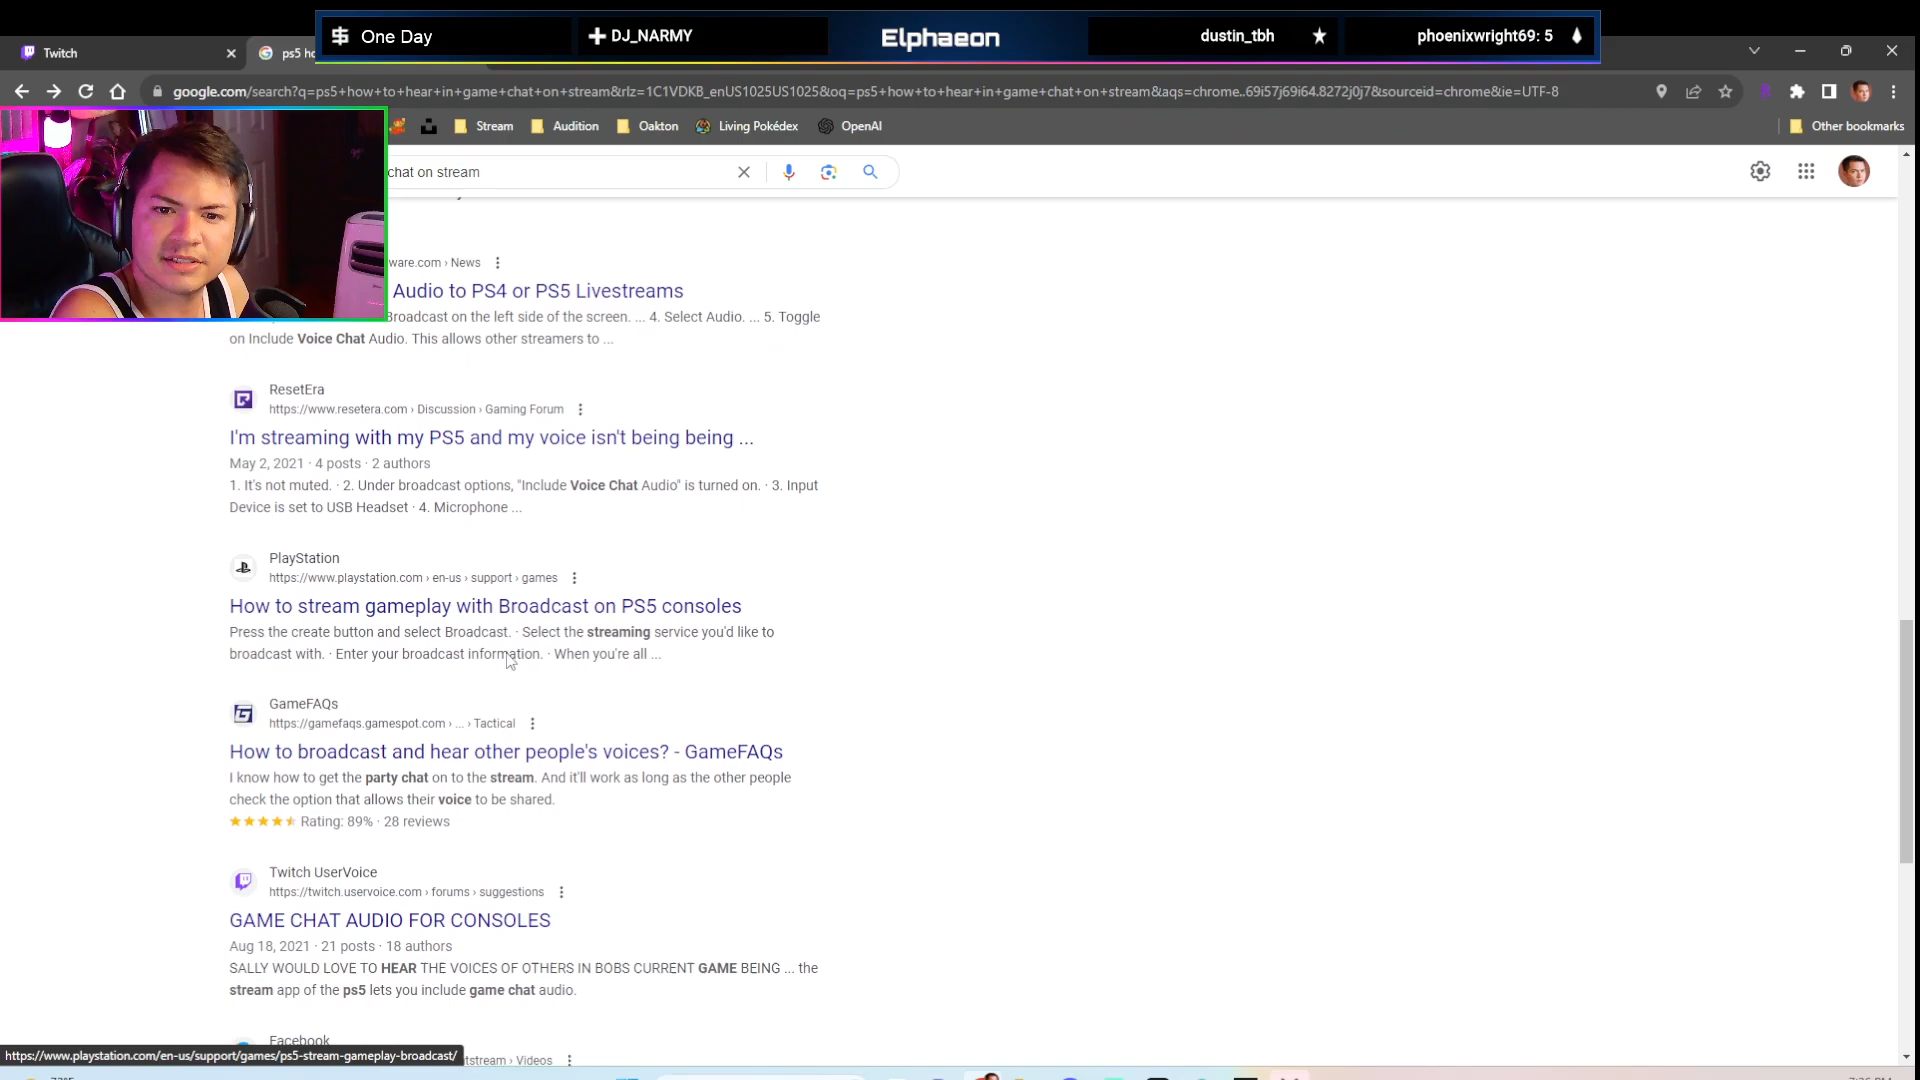 One Day
DJ_NARMY
Elphaeon
dustin_tbh
phoenixwright69: 5
Twitch
ps5 ho
google.com/search?q=ps5+how+to+hear+in+game+chat+on+stream&rlz=1C1VDKB_enUS1025US1025&oq=ps5+how+to+hear+in+game+chat+on+stream&aqs=chrome..69i57j69i64.8272j0j7&sourceid=chrome&ie=UTF-8
Stream
Audition
Oakton
Living Pokédex
OpenAI
Other bookmarks
chat on stream
ware.com › News
Audio to PS4 or PS5 Livestreams
Broadcast on the left side of the screen. ... 4. Select Audio. ... 5. Toggle
on Include Voice Chat Audio. This allows other streamers to ...
ResetEra
https://www.resetera.com › Discussion › Gaming Forum
I'm streaming with my PS5 and my voice isn't being being ...
May 2, 2021 · 4 posts · 2 authors
1. It's not muted. · 2. Under broadcast options, "Include Voice Chat Audio" is turned on. · 3. Input
Device is set to USB Headset · 4. Microphone ...
PlayStation
https://www.playstation.com › en-us › support › games
How to stream gameplay with Broadcast on PS5 consoles
Press the create button and select Broadcast. · Select the streaming service you'd like to
broadcast with. · Enter your broadcast information. · When you're all ...
GameFAQs
https://gamefaqs.gamespot.com › ... › Tactical
How to broadcast and hear other people's voices? - GameFAQs
I know how to get the party chat on to the stream. And it'll work as long as the other people
check the option that allows their voice to be shared.
Rating: 89% · 28 reviews
Twitch UserVoice
https://twitch.uservoice.com › forums › suggestions
GAME CHAT AUDIO FOR CONSOLES
Aug 18, 2021 · 21 posts · 18 authors
SALLY WOULD LOVE TO HEAR THE VOICES OF OTHERS IN BOBS CURRENT GAME BEING ... the
stream app of the ps5 lets you include game chat audio.
Facebook
tstream › Videos
https://www.playstation.com/en-us/support/games/ps5-stream-gameplay-broadcast/